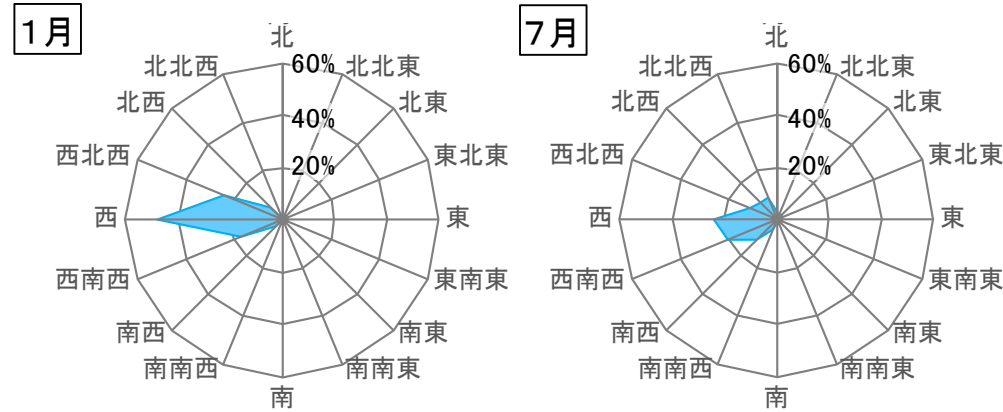 1月
北
北北東
北東
東北東
東
東南東
南東
南南東
南
南南西
南西
西南西
西
西北西
北西
北北西
60%
40%
20%
7月
北
北北東
北東
東北東
東
東南東
南東
南南東
南
南南西
南西
西南西
西
西北西
北西
北北西
60%
40%
20%